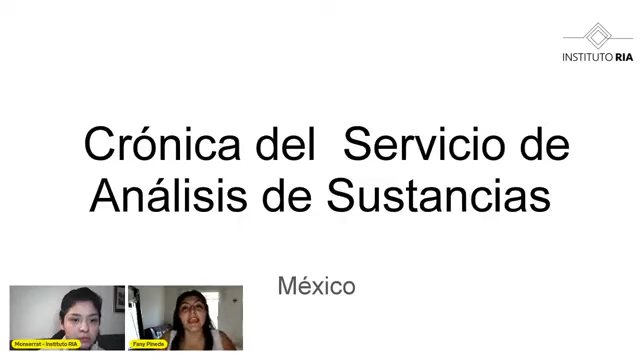 INSTITUTO RIA
Crónica del Servicio de
Análisis de Sustancias
México
Monserrat - Instituto RIA
Fany Pineda